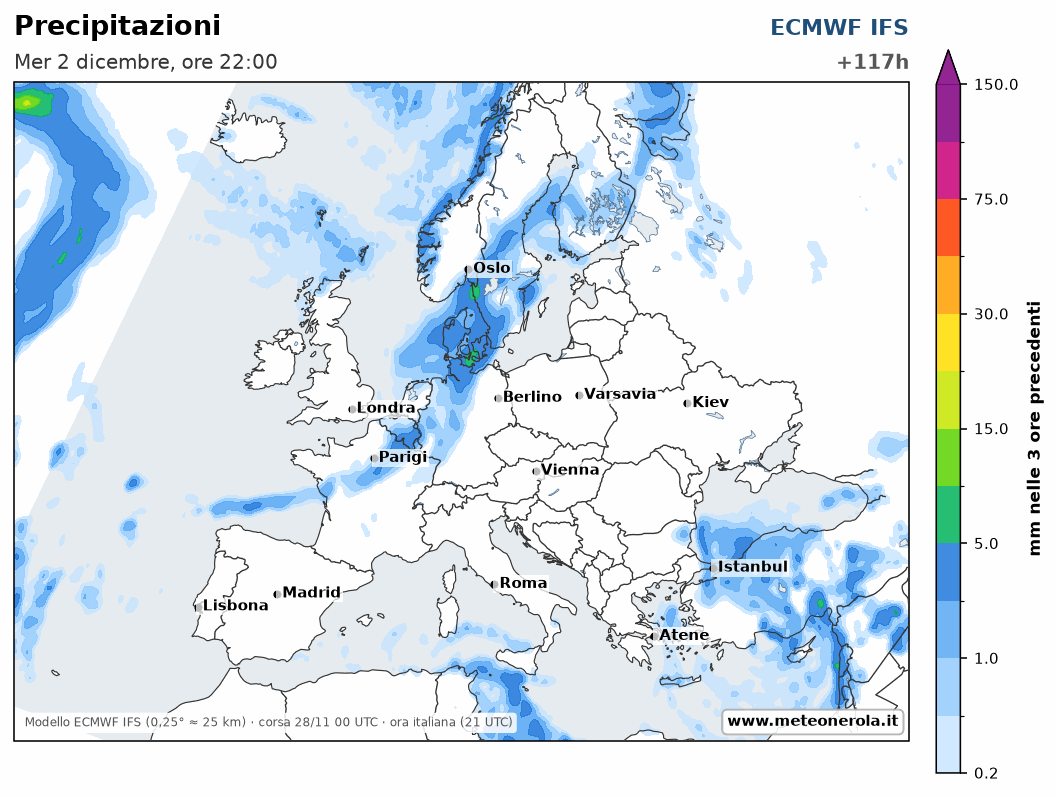 Precipitazioni
ECMWF IFS
Mer 2 dicembre, ore 22:00
+117h
150.0
75.0
30.0
15.0
5.0
1.0
0.2
mm nelle 3 ore precedenti
Oslo
Berlino
Varsavia
Kiev
Londra
Parigi
Vienna
Istanbul
Roma
Madrid
Lisbona
Atene
Modello ECMWF IFS (0,25° ≈ 25 km) · corsa 28/11 00 UTC · ora italiana (21 UTC)
www.meteonerola.it